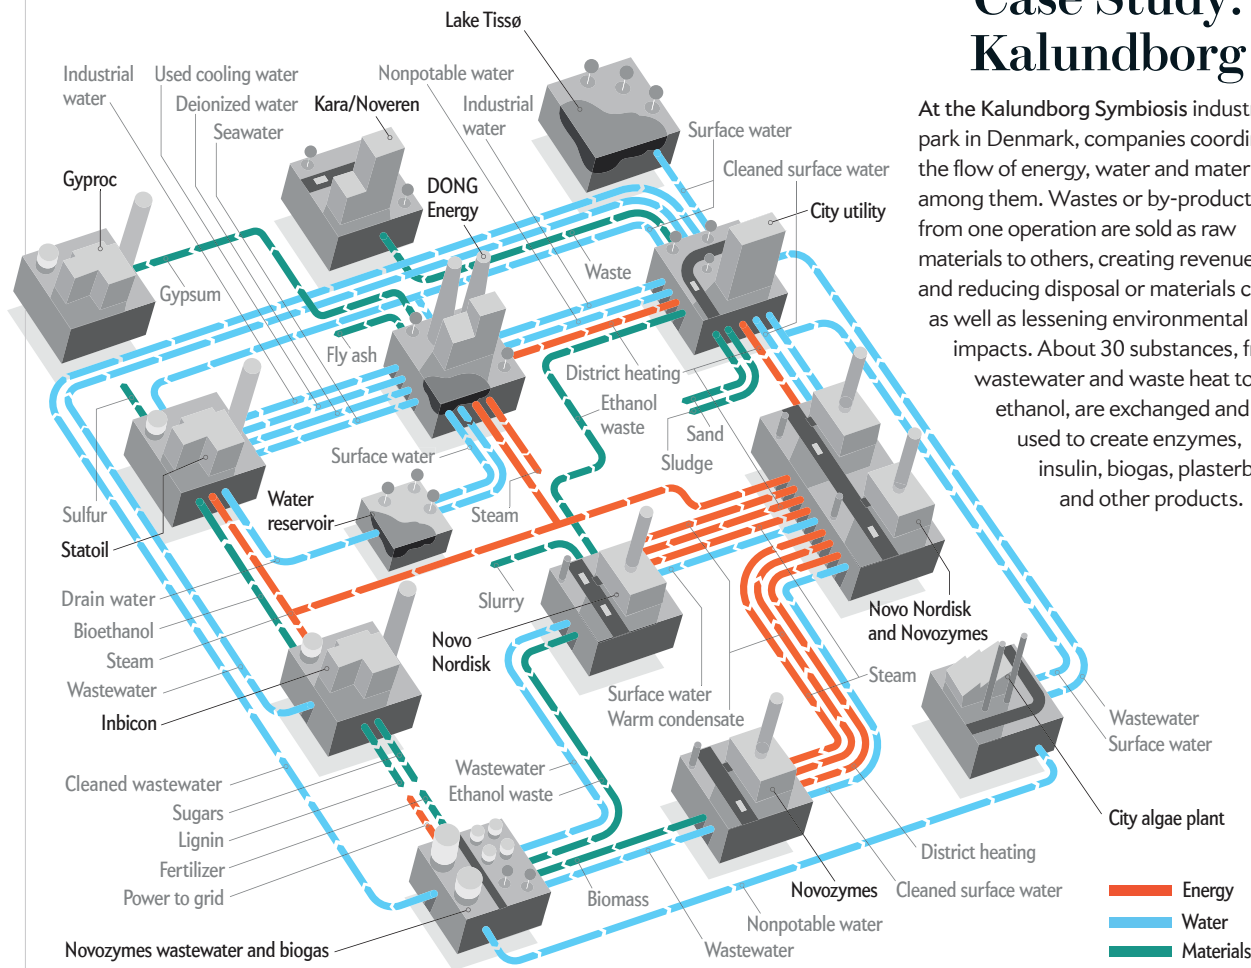 Case Study:
Kalundborg
At the Kalundborg Symbiosis
park in Denmark, companies
the flow of energy, water and
among them. Wastes or
from one operation are sold as raw
materials to others, creating revenue
and reducing disposal or materials
as well as lessening environmental
impacts. About 30 substances,
wastewater and waste heat to
ethanol, are exchanged and
used to create enzymes,
insulin, biogas,
and other products.
Lake Tissø
Industrial
water
Used cooling water
Deionized water
Seawater
Kara/Noveren
Nonpotable water
Industrial
water
Surface water
Cleaned surface water
Gyproc
DONG
Energy
City utility
Gypsum
Waste
Fly ash
District heating
Ethanol
waste
Sand
Sludge
Surface water
Steam
Water
reservoir
Sulfur
Statoil
Drain water
Bioethanol
Steam
Wastewater
Inbicon
Slurry
Novo
Nordisk
Novo Nordisk
and Novozymes
Surface water
Warm condensate
Steam
Wastewater
Surface water
Cleaned wastewater
Sugars
Lignin
Fertilizer
Power to grid
Wastewater
Ethanol waste
City algae plant
District heating
Novozymes
Cleaned surface water
Biomass
Nonpotable water
Wastewater
Novozymes wastewater and biogas
Energy
Water
Materials